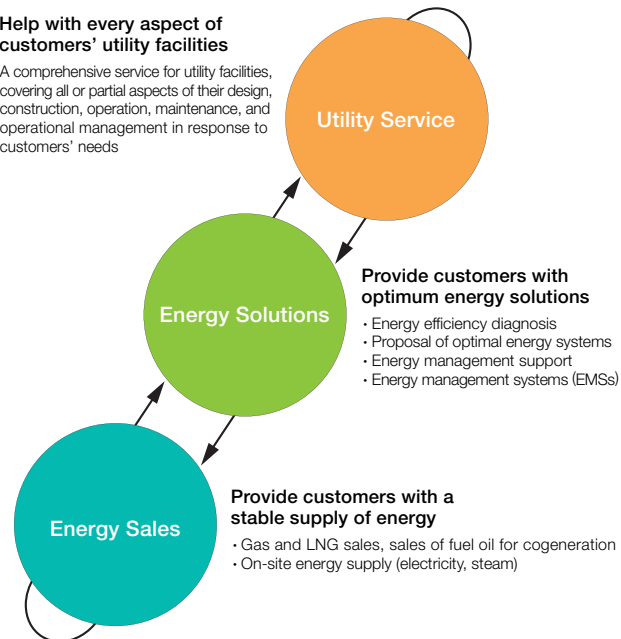 Help with every aspect of
customers’ utility facilities
A comprehensive service for utility facilities,
covering all or partial aspects of their design,
construction, operation, maintenance, and
operational management in response to
customers’ needs
Utility Service
Energy Solutions
Provide customers with
optimum energy solutions
・Energy efficiency diagnosis
・Proposal of optimal energy systems
・Energy management support
・Energy management systems (EMSs)
Energy Sales
Provide customers with a
stable supply of energy
・Gas and LNG sales, sales of fuel oil for cogeneration
・On-site energy supply (electricity, steam)